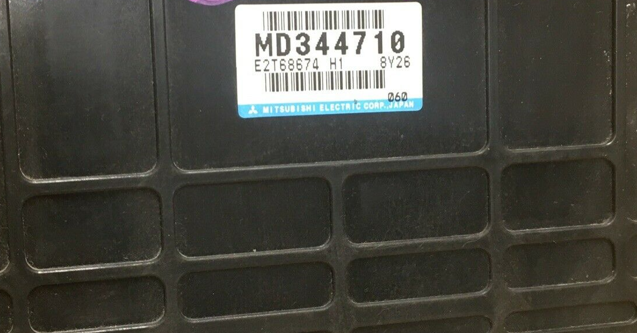 MD344710
E2T68674 H1 8Y26
060
MITSUBISHI ELECTRIC CORP.,JAPAN